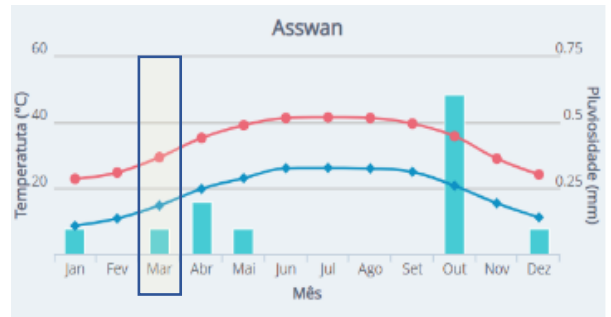 Asswan
60 0.75
40 0.5
20 0.25
Temperatuta (°C)
Pluviosidade (mm)
Jan Fev Mar Abr Mai Jun Jul Ago Set Out Nov Dez
Mês